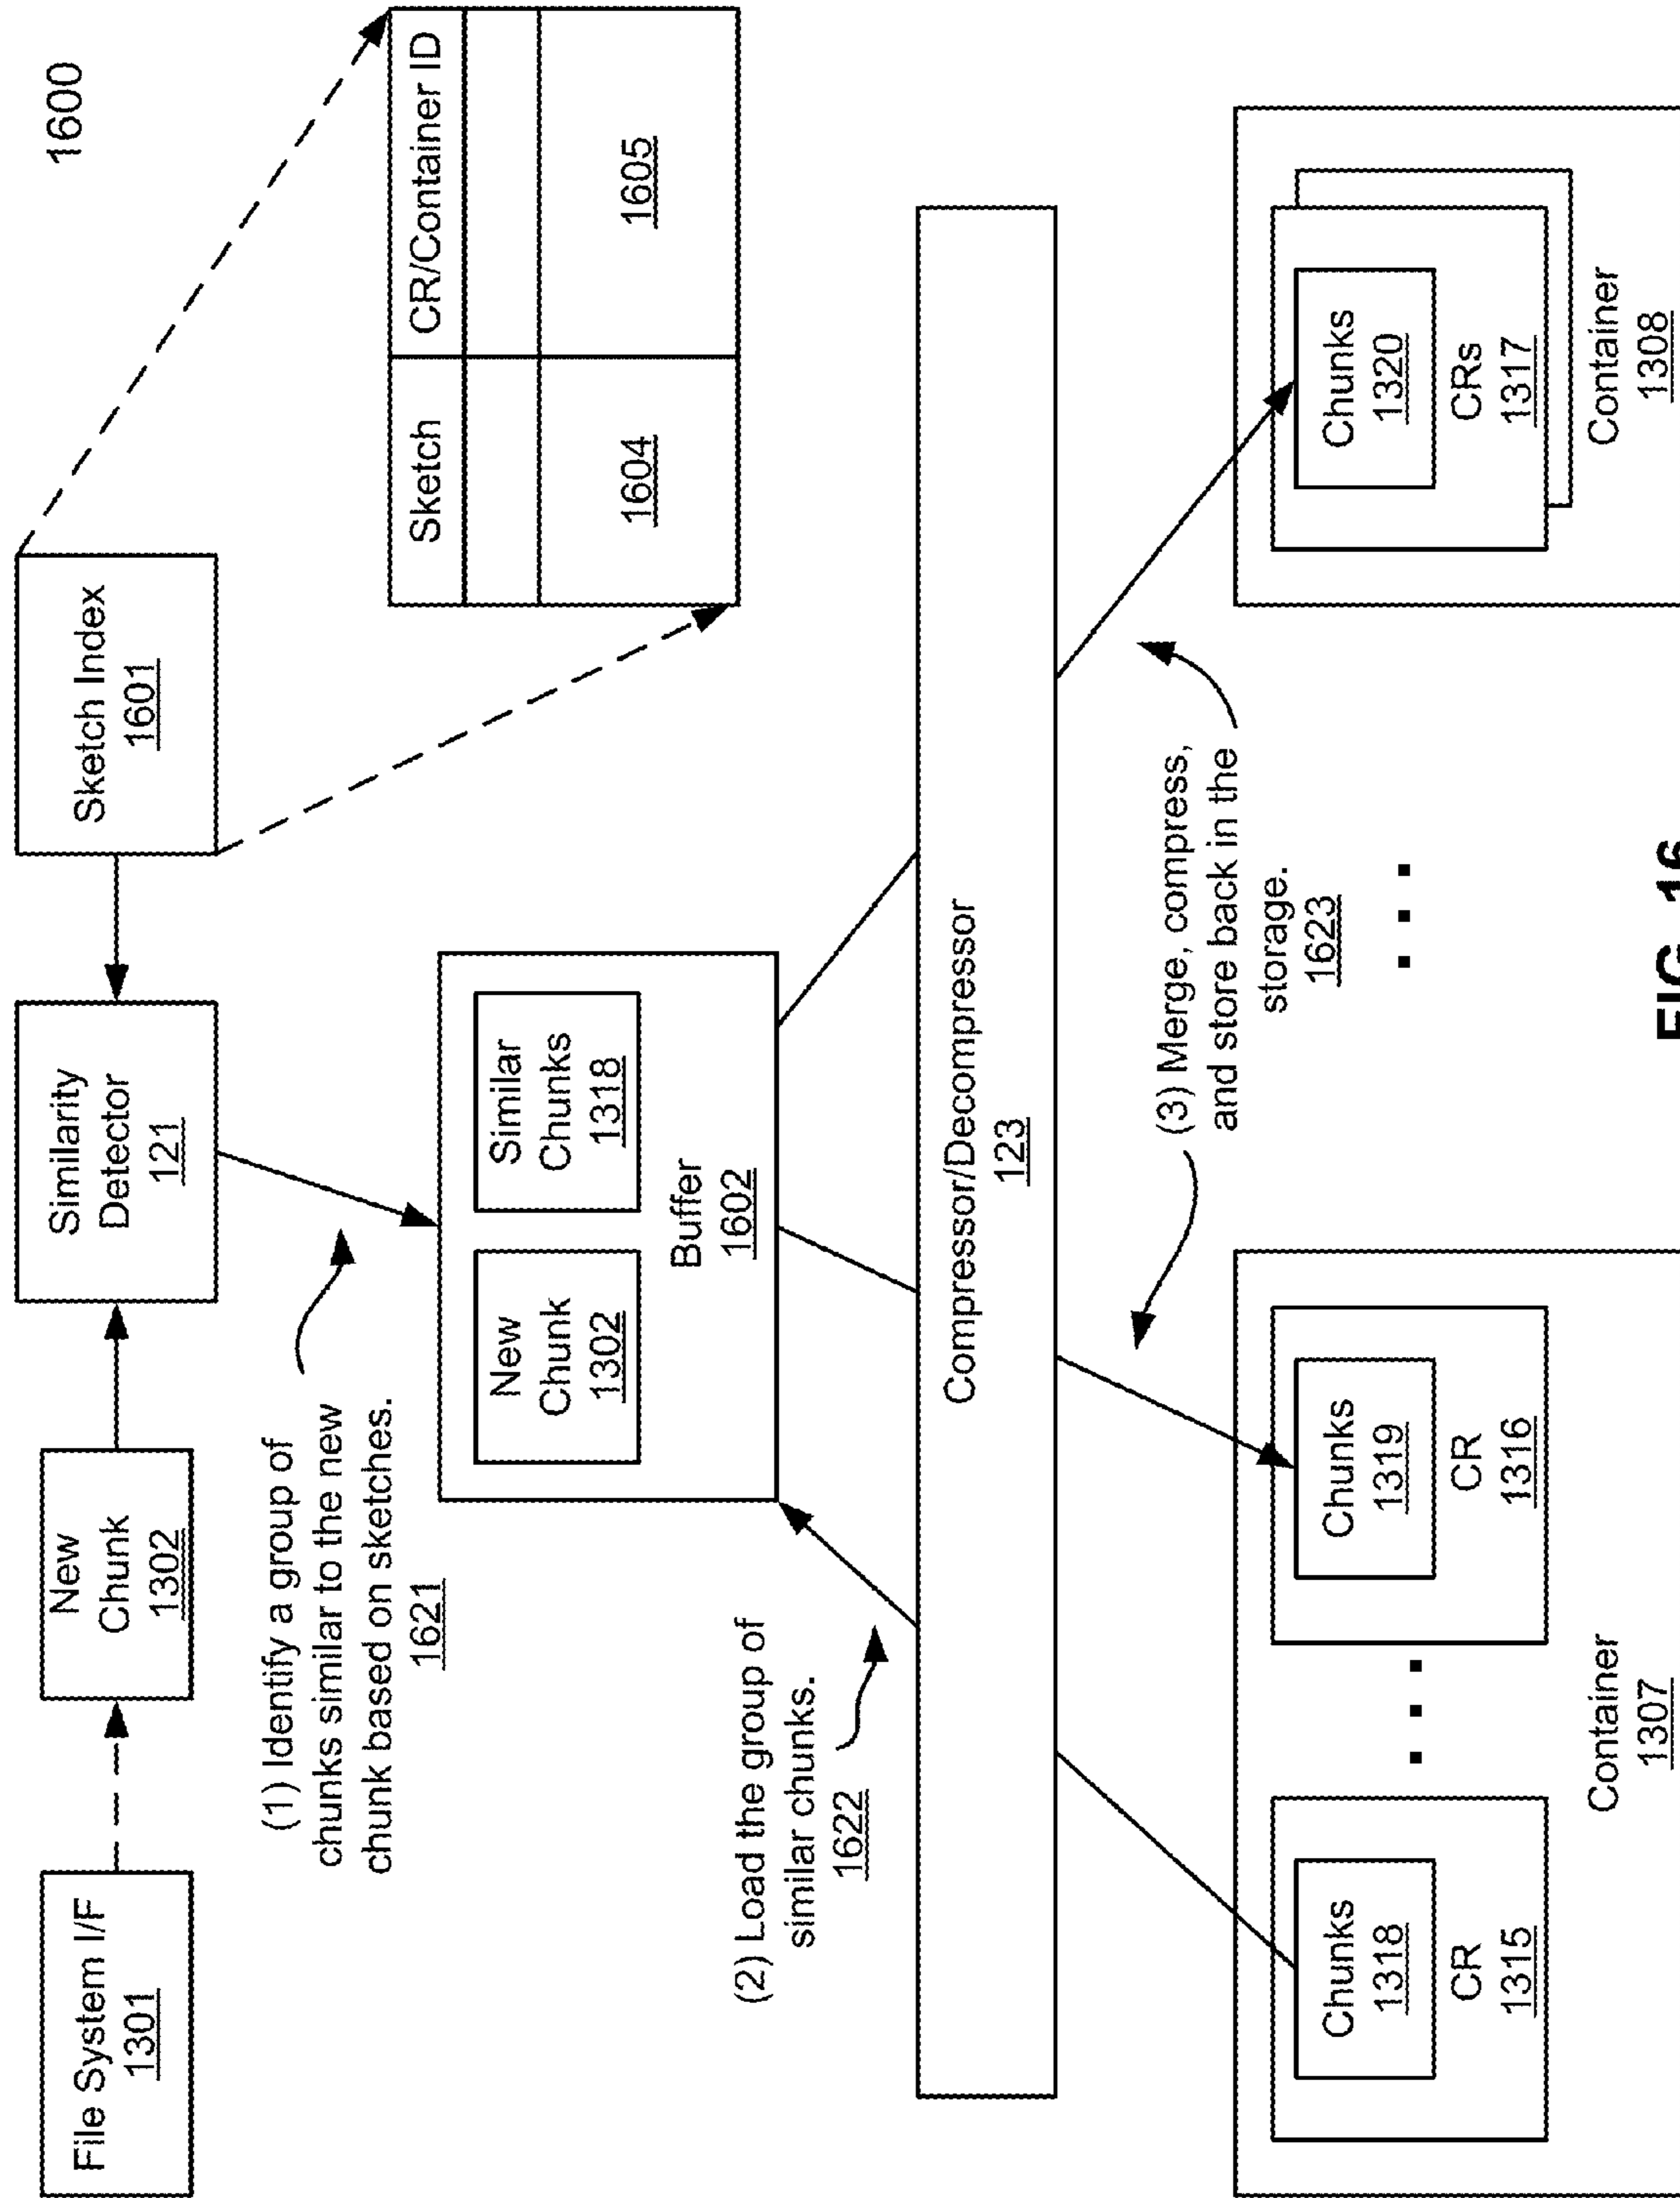 1600
File System I/F
1301
New
Chunk
1302
Similarity
Detector
121
Sketch Index
1601
Sketch
CR/Container ID
1604
1605
(1) Identify a group of
chunks similar to the new
chunk based on sketches.
1621
New
Chunk
1302
Similar
Chunks
1318
Buffer
1602
(2) Load the group of
similar chunks.
1622
Compressor/Decompressor
123
(3) Merge, compress,
and store back in the
storage.
1623
Chunks
1318
CR
1315
Chunks
1319
CR
1316
Container
1307
Chunks
1320
CRs
1317
Container
1308
FIG. 16